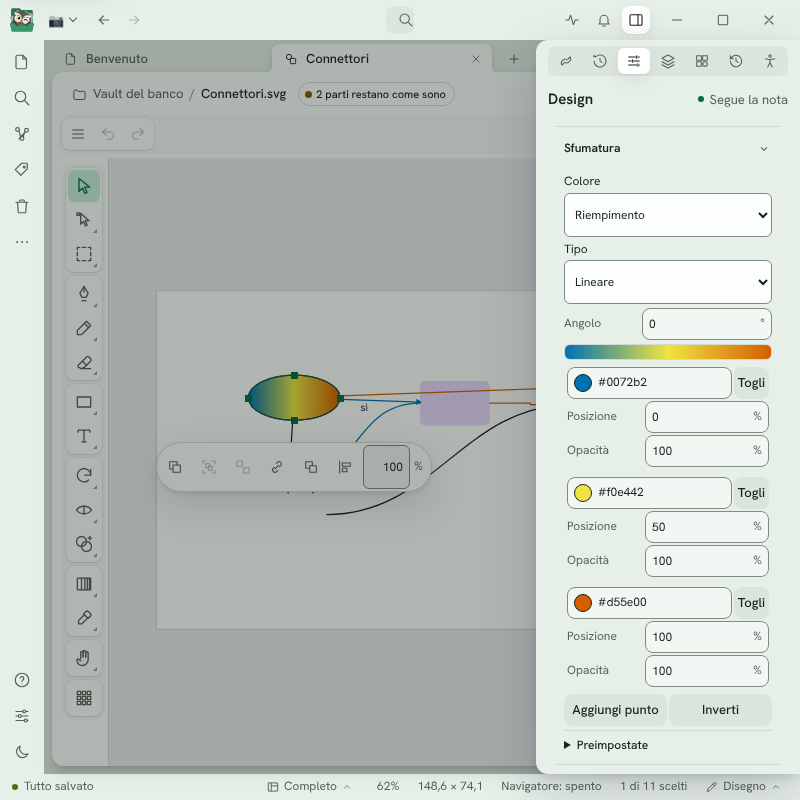 Benvenuto
Connettori
Vault del banco / Connettori.svg
2 parti restano come sono
sì
100 %
Design
Segue la nota
Sfumatura
Colore
Riempimento
Tipo
Lineare
Angolo
0 °
#0072b2
Togli
Posizione
0 %
Opacità
100 %
#f0e442
Togli
Posizione
50 %
Opacità
100 %
#d55e00
Togli
Posizione
100 %
Opacità
100 %
Aggiungi punto
Inverti
Preimpostate
Tutto salvato
Completo
62%
148,6 × 74,1
Navigatore: spento
1 di 11 scelti
Disegno